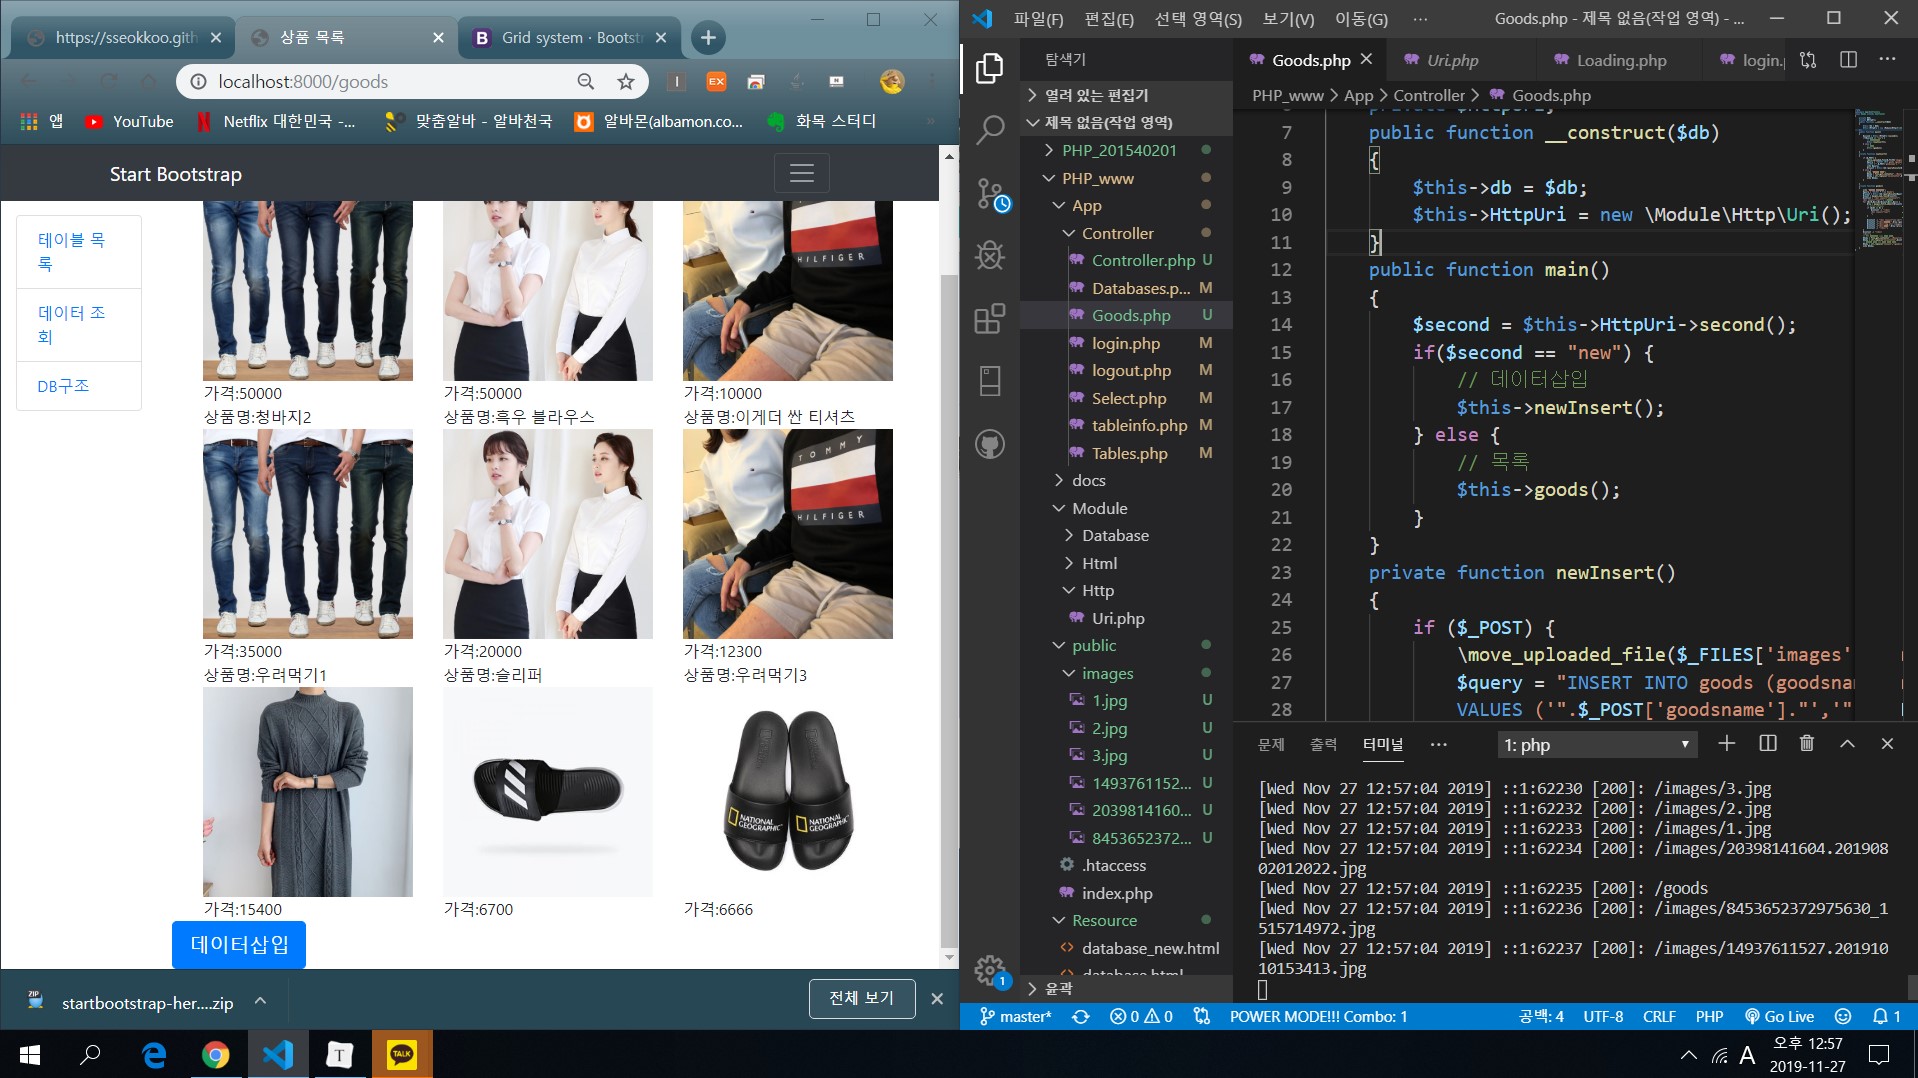 https://sseokkoo.gith
상품 목록
Grid system · Bootst
localhost:8000/goods
EX
앱
YouTube
Netflix 대한민국 -...
맞춤알바 - 알바천국
알바몬(albamon.co...
화목 스터디
Start Bootstrap
테이블 목
록
데이터 조
회
DB구조
HILFIGER
가격:50000
가격:50000
가격:10000
상품명:청바지2
상품명:흑우 블라우스
상품명:이게더 싼 티셔츠
TOMMY
HILFIGER
가격:35000
가격:20000
가격:12300
상품명:우려먹기1
상품명:슬리퍼
상품명:우려먹기3
NATIONAL
GEOGRAPHIC
NATIONAL
GEOGRAPHIC
가격:15400
가격:6700
가격:6666
데이터삽입
startbootstrap-her....zip
전체 보기
파일(F)
편집(E)
선택 영역(S)
보기(V)
이동(G)
...
Goods.php - 제목 없음(작업 영역) - ...
탐색기
열려 있는 편집기
제목 없음(작업 영역)
PHP_201540201
PHP_www
App
Controller
Controller.php U
Databases.p... M
Goods.php U
login.php M
logout.php M
Select.php M
tableinfo.php M
Tables.php M
docs
Module
Database
Html
Http
Uri.php
public
images
1.jpg U
2.jpg U
3.jpg U
1493761152... U
2039814160... U
8453652372... U
.htaccess
index.php
Resource
database_new.html
database.html
윤곽
Goods.php
Uri.php
Loading.php
login.
PHP_www > App > Controller > Goods.php
7 public function __construct($db)
8 {
9 $this->db = $db;
10 $this->HttpUri = new \Module\Http\Uri();
11 }
12 public function main()
13 {
14 $second = $this->HttpUri->second();
15 if($second == "new") {
16 // 데이터삽입
17 $this->newInsert();
18 } else {
19 // 목록
20 $this->goods();
21 }
22 }
23 private function newInsert()
24 {
25 if ($_POST) {
26 \move_uploaded_file($_FILES['images'
27 $query = "INSERT INTO goods (goodsna
28 VALUES ('".$_POST['goodsname']."','"
문제
출력
터미널
...
1: php
[Wed Nov 27 12:57:04 2019] ::1:62230 [200]: /images/3.jpg
[Wed Nov 27 12:57:04 2019] ::1:62232 [200]: /images/2.jpg
[Wed Nov 27 12:57:04 2019] ::1:62233 [200]: /images/1.jpg
[Wed Nov 27 12:57:04 2019] ::1:62234 [200]: /images/20398141604.201908
02012022.jpg
[Wed Nov 27 12:57:04 2019] ::1:62235 [200]: /goods
[Wed Nov 27 12:57:04 2019] ::1:62236 [200]: /images/8453652372975630_1
515714972.jpg
[Wed Nov 27 12:57:04 2019] ::1:62237 [200]: /images/14937611527.201910
10153413.jpg
master*
0
0
POWER MODE!!! Combo: 1
공백: 4
UTF-8
CRLF
PHP
Go Live
1
TALK
A
오후 12:57
2019-11-27